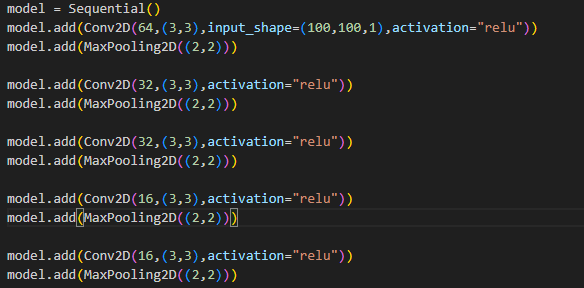 model = Sequential()
model.add(Conv2D(64,(3,3),input_shape=(100,100,1),activation="relu"))
model.add(MaxPooling2D((2,2)))
model.add(Conv2D(32,(3,3),activation="relu"))
model.add(MaxPooling2D((2,2)))
model.add(Conv2D(32,(3,3),activation="relu"))
model.add(MaxPooling2D((2,2)))
model.add(Conv2D(16,(3,3),activation="relu"))
model.add(MaxPooling2D((2,2)))
model.add(Conv2D(16,(3,3),activation="relu"))
model.add(MaxPooling2D((2,2)))